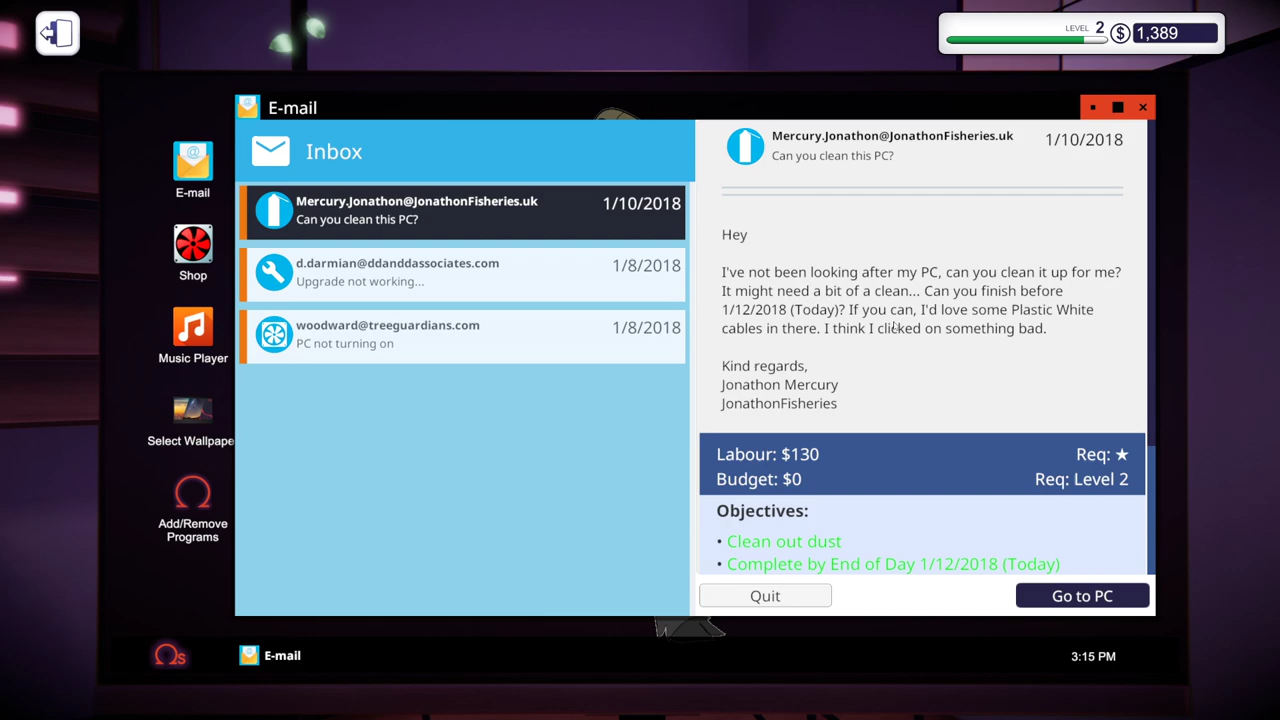 LEVEL 2 $ 1,389
E-mail
Inbox
E-mail
Shop
Music Player
Select Wallpape
Add/Remove
Programs
Mercury.Jonathon@JonathonFisheries.uk 1/10/2018
Can you clean this PC?
d.darmian@ddanddassociates.com 1/8/2018
Upgrade not working...
woodward@treeguardians.com 1/8/2018
PC not turning on
Mercury.Jonathon@JonathonFisheries.uk 1/10/2018
Can you clean this PC?
Hey
I've not been looking after my PC, can you clean it up for me?
It might need a bit of a clean... Can you finish before
1/12/2018 (Today)? If you can, I'd love some Plastic White
cables in there. I think I clicked on something bad.
Kind regards,
Jonathon Mercury
JonathonFisheries
Labour: $130 Req: ★
Budget: $0 Req: Level 2
Objectives:
• Clean out dust
• Complete by End of Day 1/12/2018 (Today)
Quit Go to PC
Ωs E-mail 3:15 PM